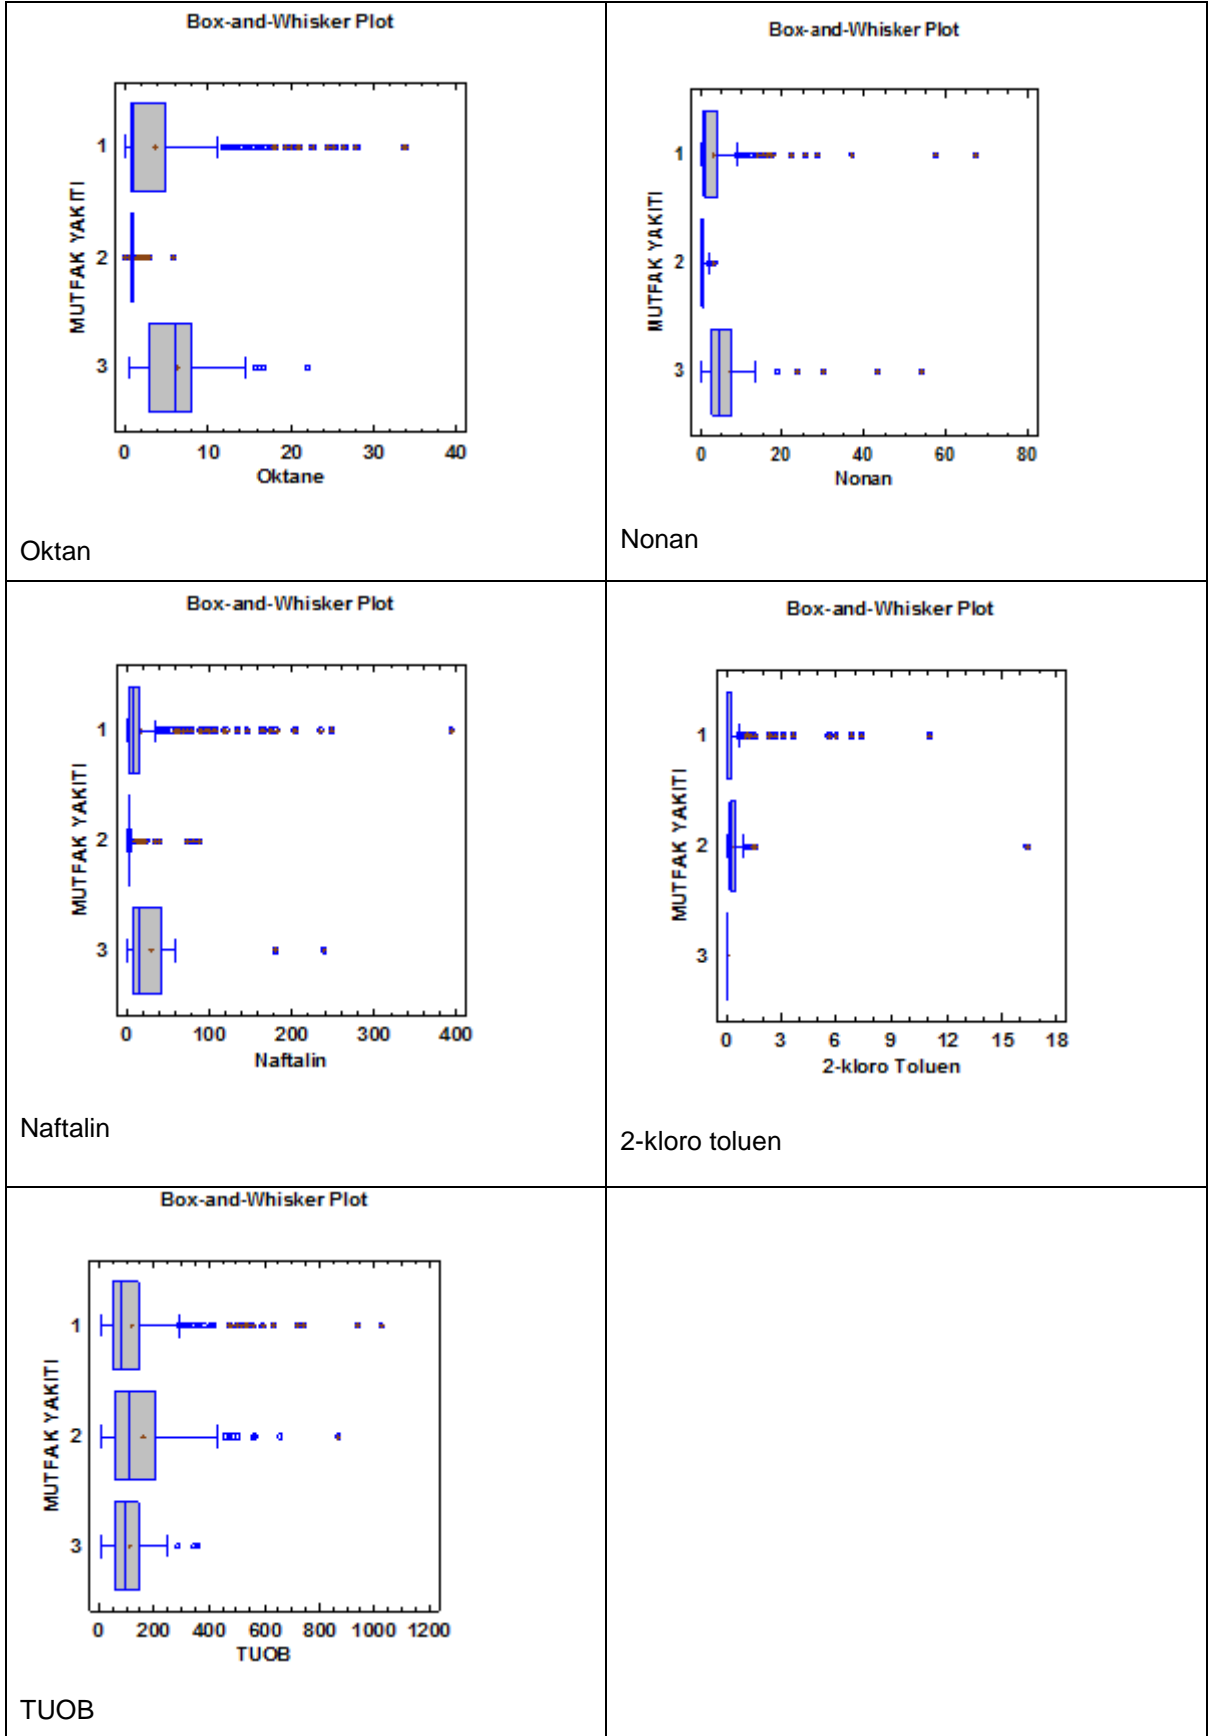 Box-and-Whisker Plot
MUTFAK YAKITI
1
2
3
0 10 20 30 40
Oktane
Oktan
Box-and-Whisker Plot
MUTFAK YAKITI
1
2
3
0 20 40 60 80
Nonan
Nonan
Box-and-Whisker Plot
MUTFAK YAKITI
1
2
3
0 100 200 300 400
Naftalin
Naftalin
Box-and-Whisker Plot
MUTFAK YAKITI
1
2
3
0 3 6 9 12 15 18
2-kloro Toluen
2-kloro toluen
Box-and-Whisker Plot
MUTFAK YAKITI
1
2
3
0 200 400 600 800 1000 1200
TUOB
TUOB